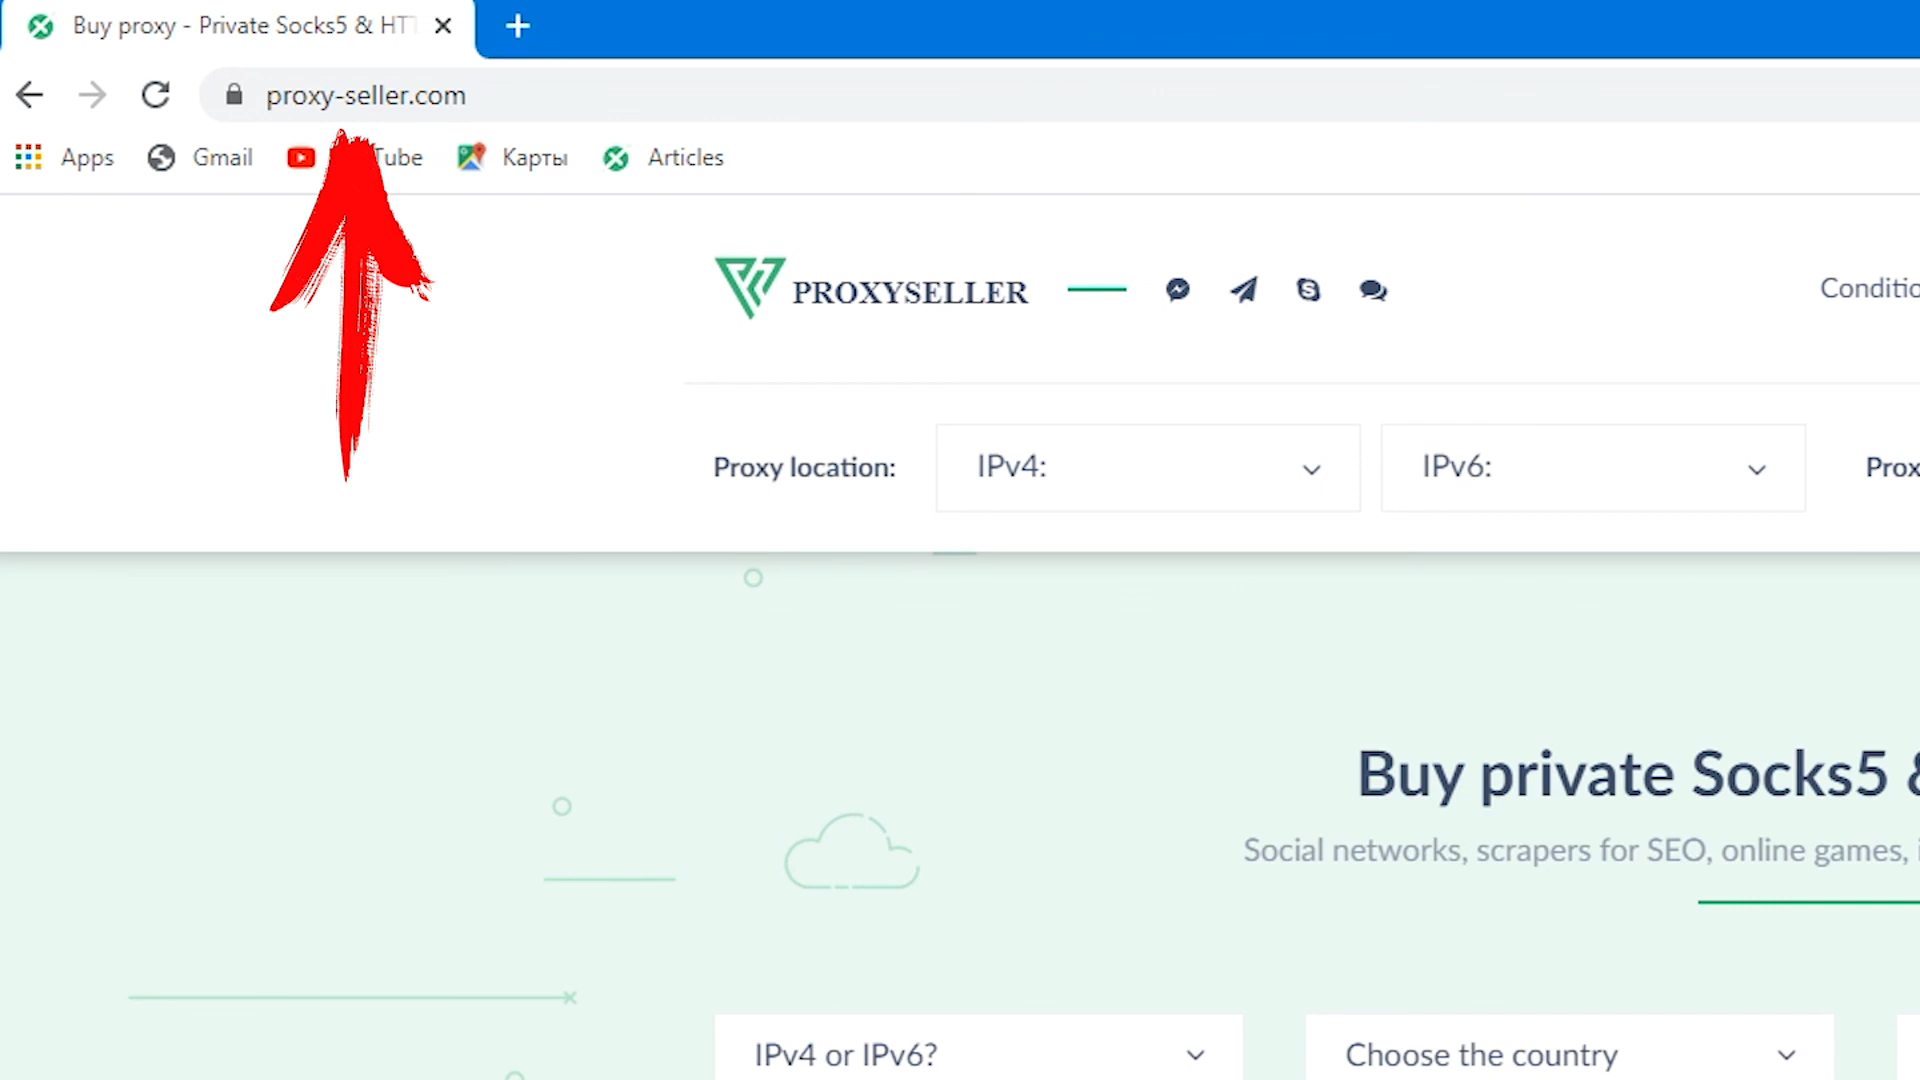 Buy proxy - Private Socks5 & HT
proxy-seller.com
Apps Gmail Tube Карты Articles
PROXYSELLER
Conditio
Proxy location: IPv4: IPv6: Prox
Buy private Socks5 &
Social networks, scrapers for SEO, online games,
IPv4 or IPv6? Choose the country